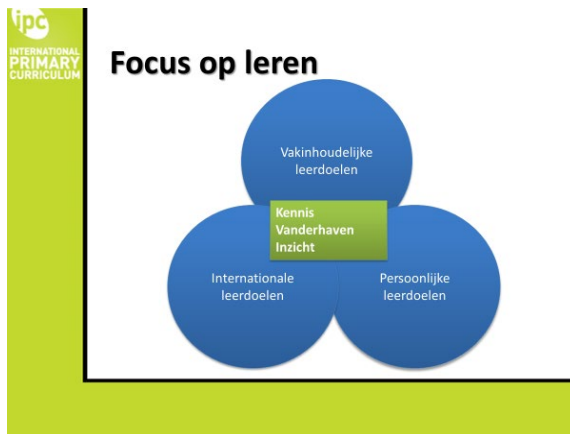 ipc
INTERNATIONAL
PRIMARY
CURRICULUM
Focus op leren
Vakinhoudelijke
leerdoelen
Kennis
Vanderhaven
Inzicht
Internationale
leerdoelen
Persoonlijke
leerdoelen